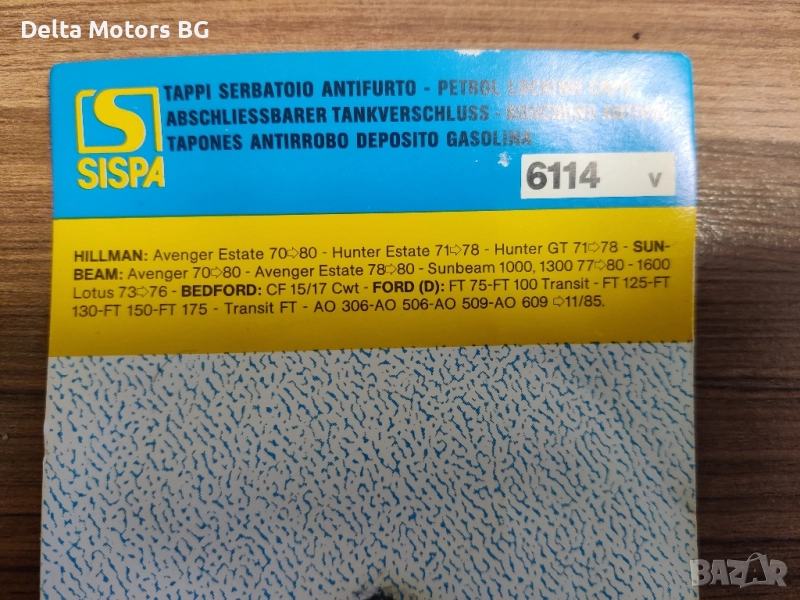 Delta Motors BG
TAPPI SERBATOIO ANTIFURTO - PETROL LOCKING CAPS
ABSCHLIESSBARER TANKVERSCHLUSS -
TAPONES ANTIRROBO DEPOSITO GASOLINA
SISPA
6114 V
HILLMAN: Avenger Estate 70⇨80 - Hunter Estate 71⇨78 - Hunter GT 71⇨78 - SUN-
BEAM: Avenger 70⇨80 - Avenger Estate 78⇨80 - Sunbeam 1000, 1300 77⇨80 - 1600
Lotus 73⇨76 - BEDFORD: CF 15/17 Cwt - FORD (D): FT 75-FT 100 Transit - FT 125-FT
130-FT 150-FT 175 - Transit FT - AO 306-AO 506-AO 509-AO 609 ⇨11/85.
BAZAR